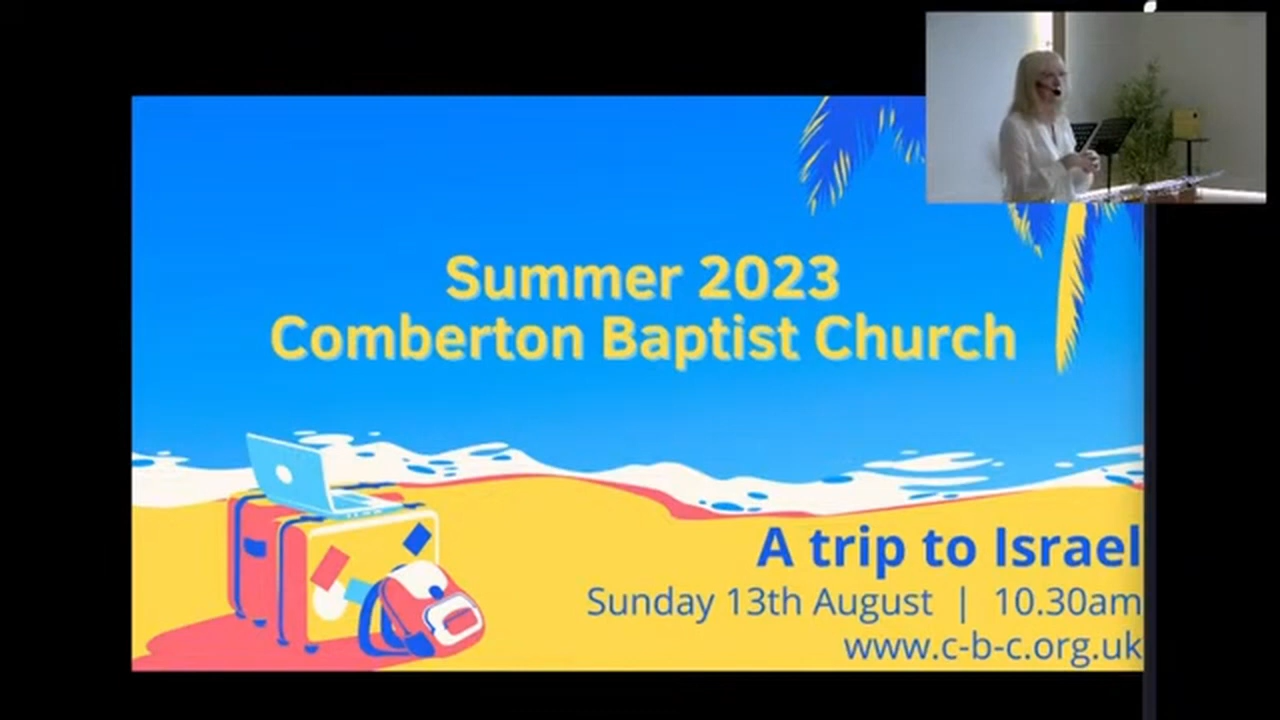 Summer 2023
Comberton Baptist Church
A trip to Israel
Sunday 13th August | 10.30am
www.c-b-c.org.uk